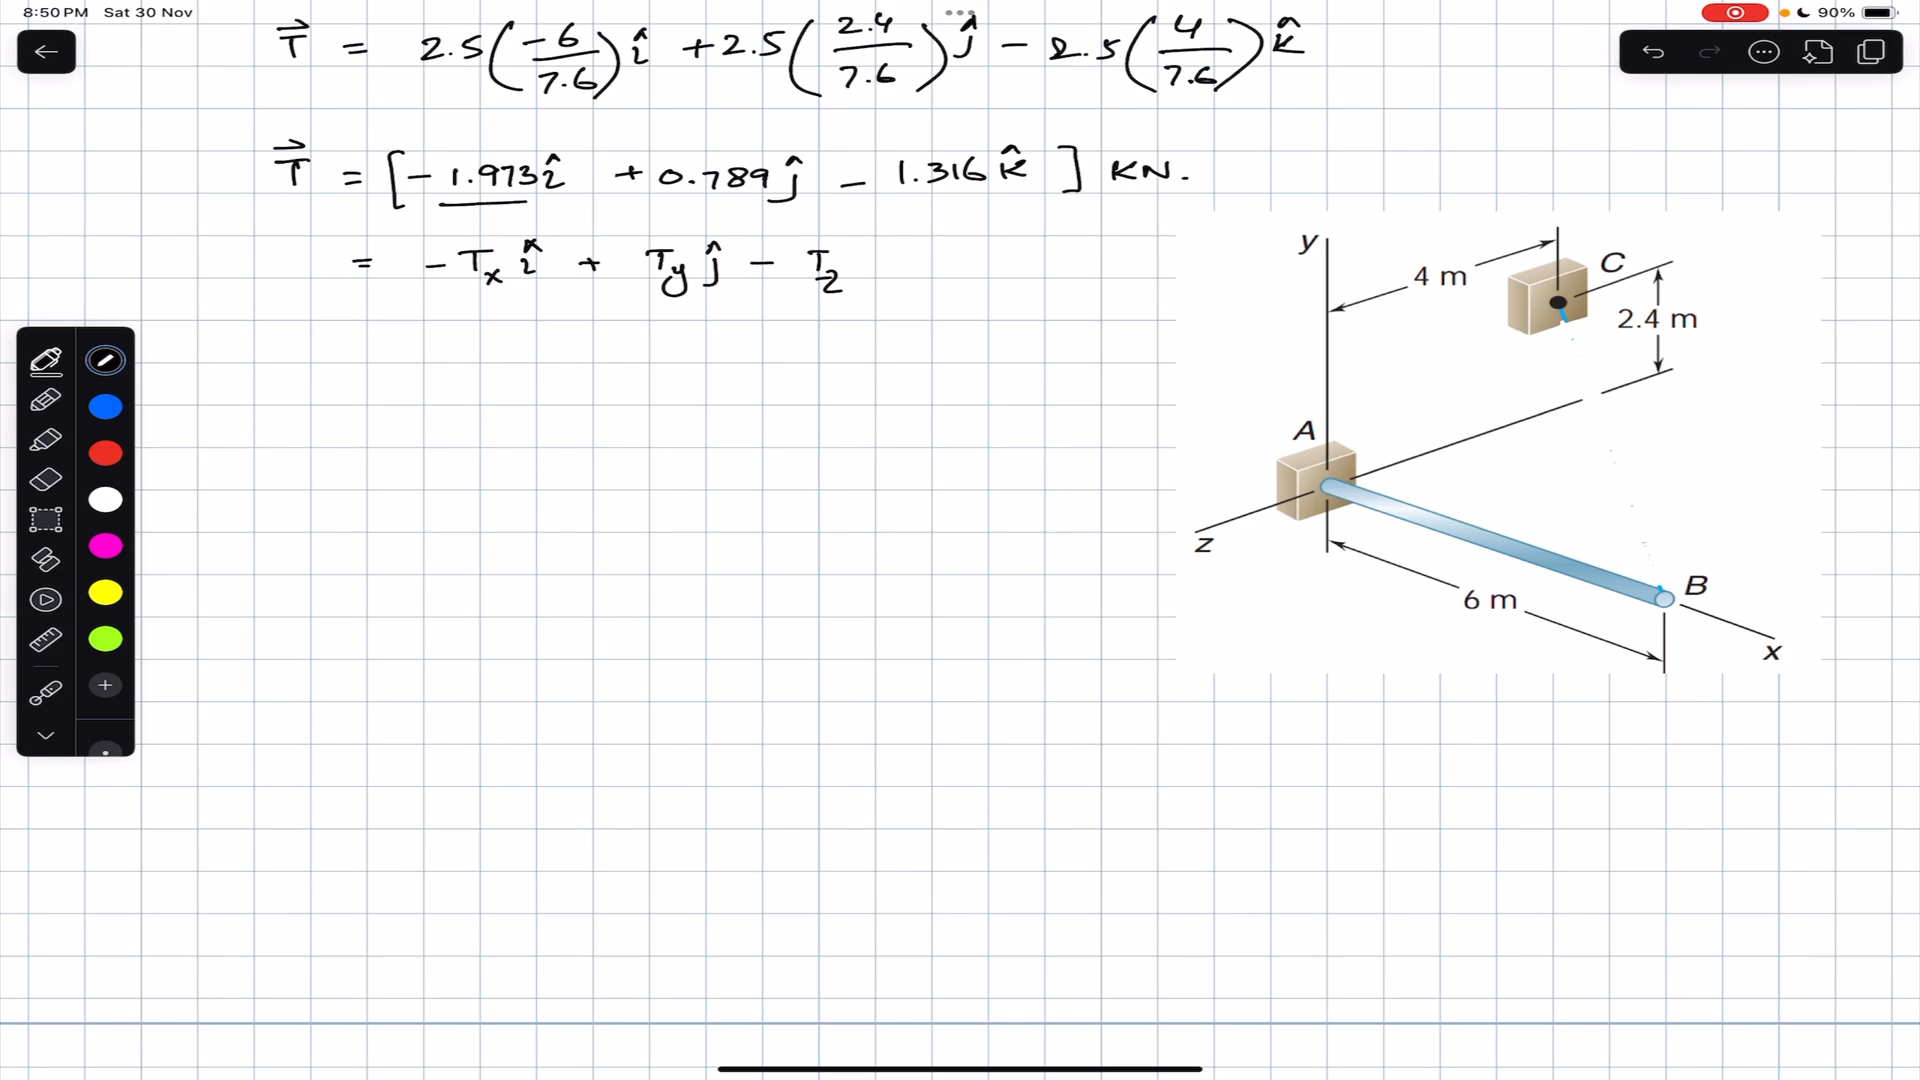 8:50 PM Sat 30 Nov
90%
T⃗ = 2.5(-6/7.6)î + 2.5(2.4/7.6)ĵ - 2.5(4/7.6)k̂
T⃗ = [-1.973î + 0.789ĵ - 1.316k̂] KN.
= -Tx î + Ty ĵ - Tz
y
4 m
C
2.4 m
A
z
6 m
B
x